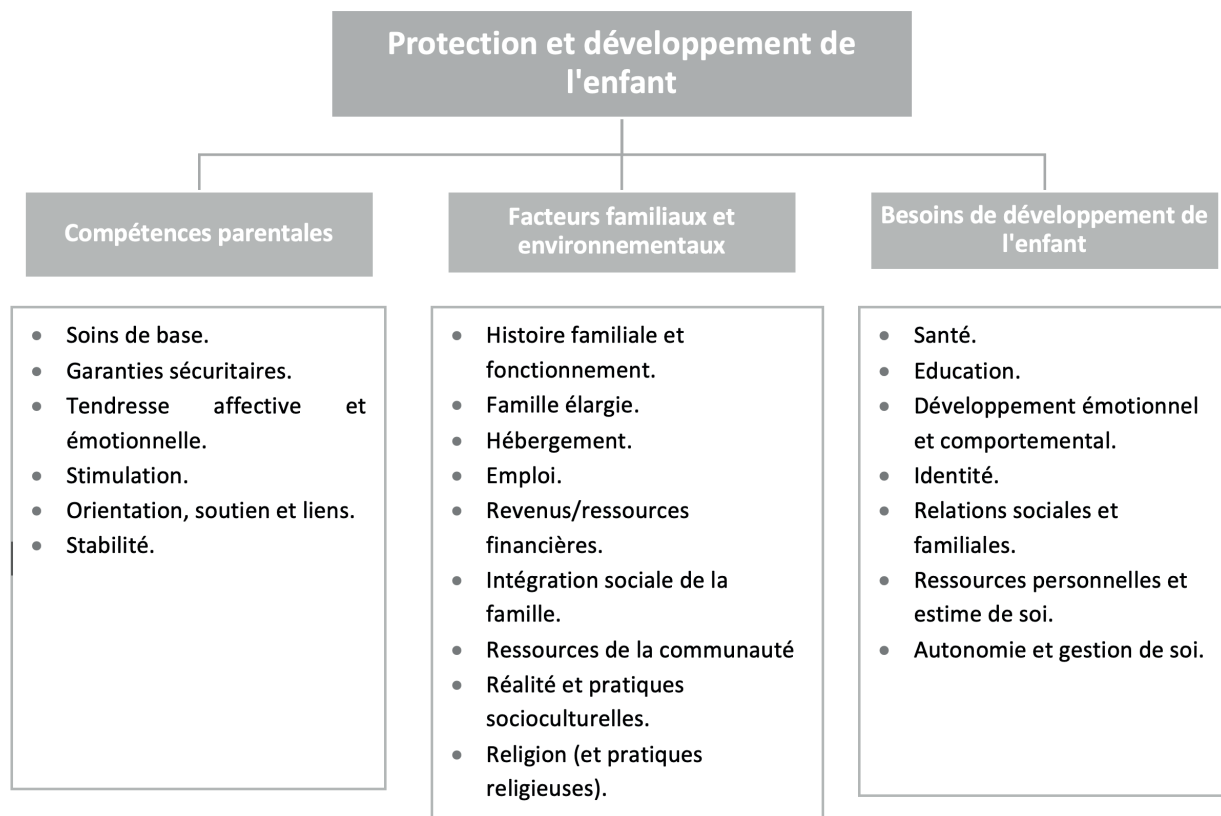 Protection et développement de
l'enfant
Compétences parentales
Facteurs familiaux et
environnementaux
Besoins de développement de
l'enfant
Soins de base.
Garanties sécuritaires.
Tendresse affective et
émotionnelle.
Stimulation.
Orientation, soutien et liens.
Stabilité.
Histoire familiale et
fonctionnement.
Famille élargie.
Hébergement.
Emploi.
Revenus/ressources
financières.
Intégration sociale de la
famille.
Ressources de la communauté
Réalité et pratiques
socioculturelles.
Religion (et pratiques
religieuses).
Santé.
Education.
Développement émotionnel
et comportemental.
Identité.
Relations sociales et
familiales.
Ressources personnelles et
estime de soi.
Autonomie et gestion de soi.